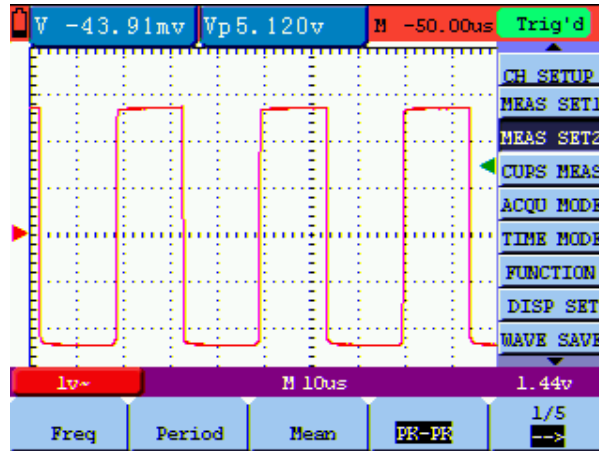 V -43.91mv Vp5.120v M -50.00us Trig'd
CH SETUP
MEAS SET1
MEAS SET2
CURS MEAS
ACQU MODE
TIME MODE
FUNCTION
DISP SET
WAVE SAVE
1v~ M 10us 1.44v
Freq Period Mean PK-PK 1/5
-->